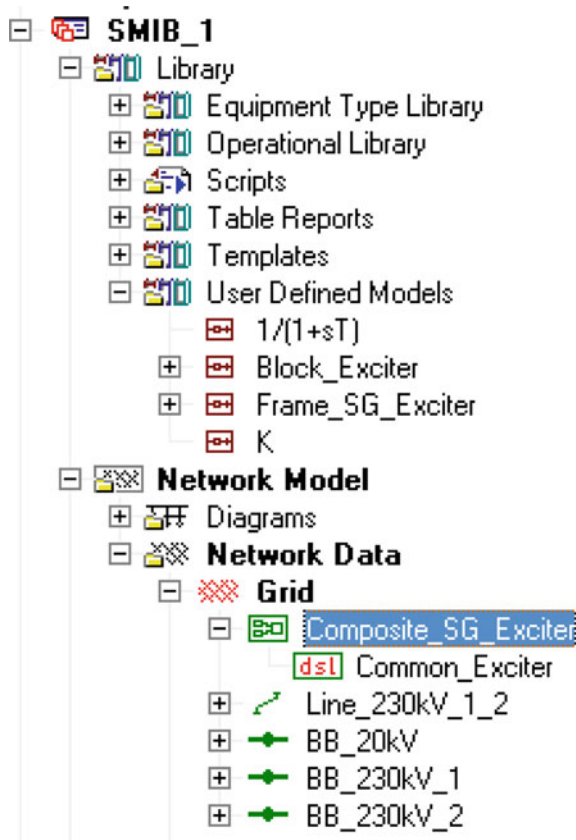 SMIB_1
Library
Equipment Type Library
Operational Library
Scripts
Table Reports
Templates
User Defined Models
1/(1+sT)
Block_Exciter
Frame_SG_Exciter
K
Network Model
Diagrams
Network Data
Grid
Composite_SG_Exciter
dsl Common_Exciter
Line_230kV_1_2
BB_20kV
BB_230kV_1
BB_230kV_2